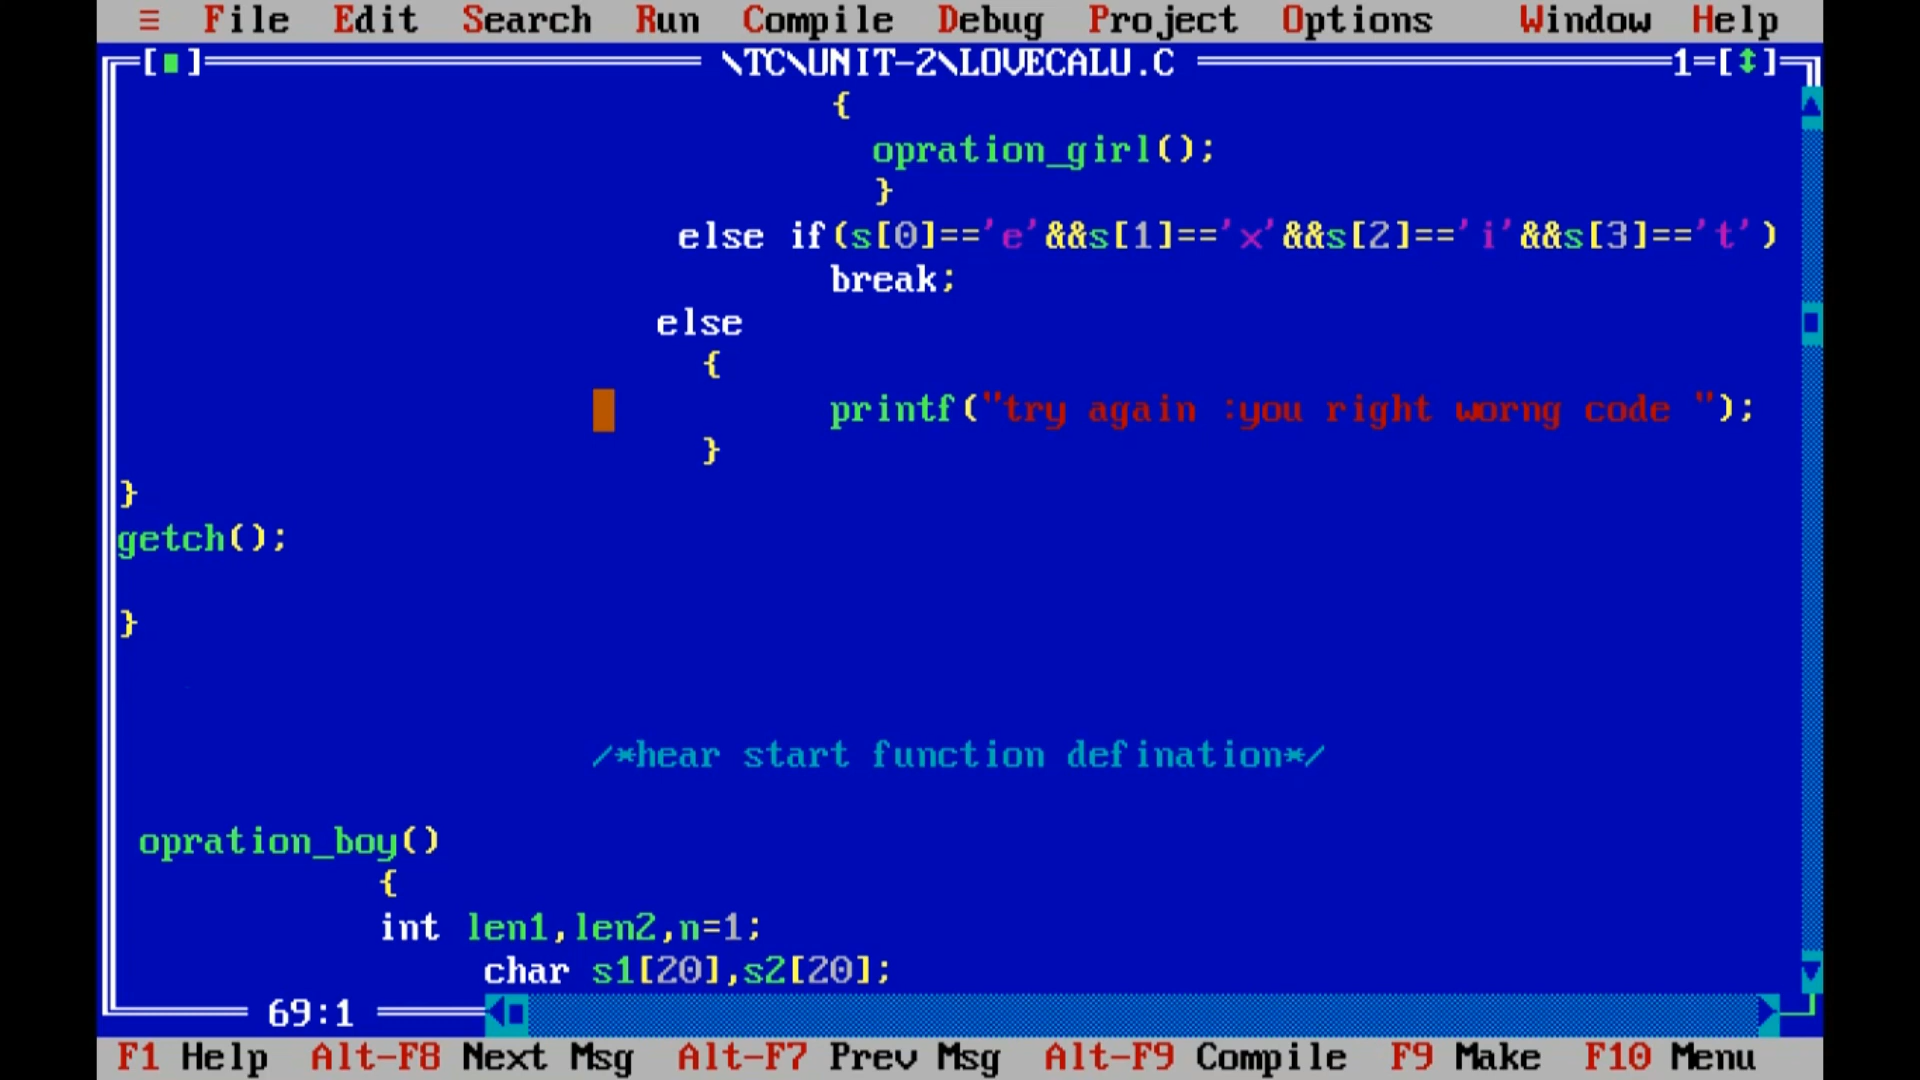 ≡ File Edit Search Run Compile Debug Project Options Window Help
[■] \TC\UNIT-2\LOVECALU.C 1=[↕]
{
opration_girl();
}
else if(s[0]=='e'&&s[1]=='x'&&s[2]=='i'&&s[3]=='t')
break;
else
{
printf("try again :you right worng code ");
}
}
getch();
}
/*hear start function defination*/
opration_boy()
{
int len1,len2,n=1;
char s1[20],s2[20];
69:1
F1 Help Alt-F8 Next Msg Alt-F7 Prev Msg Alt-F9 Compile F9 Make F10 Menu